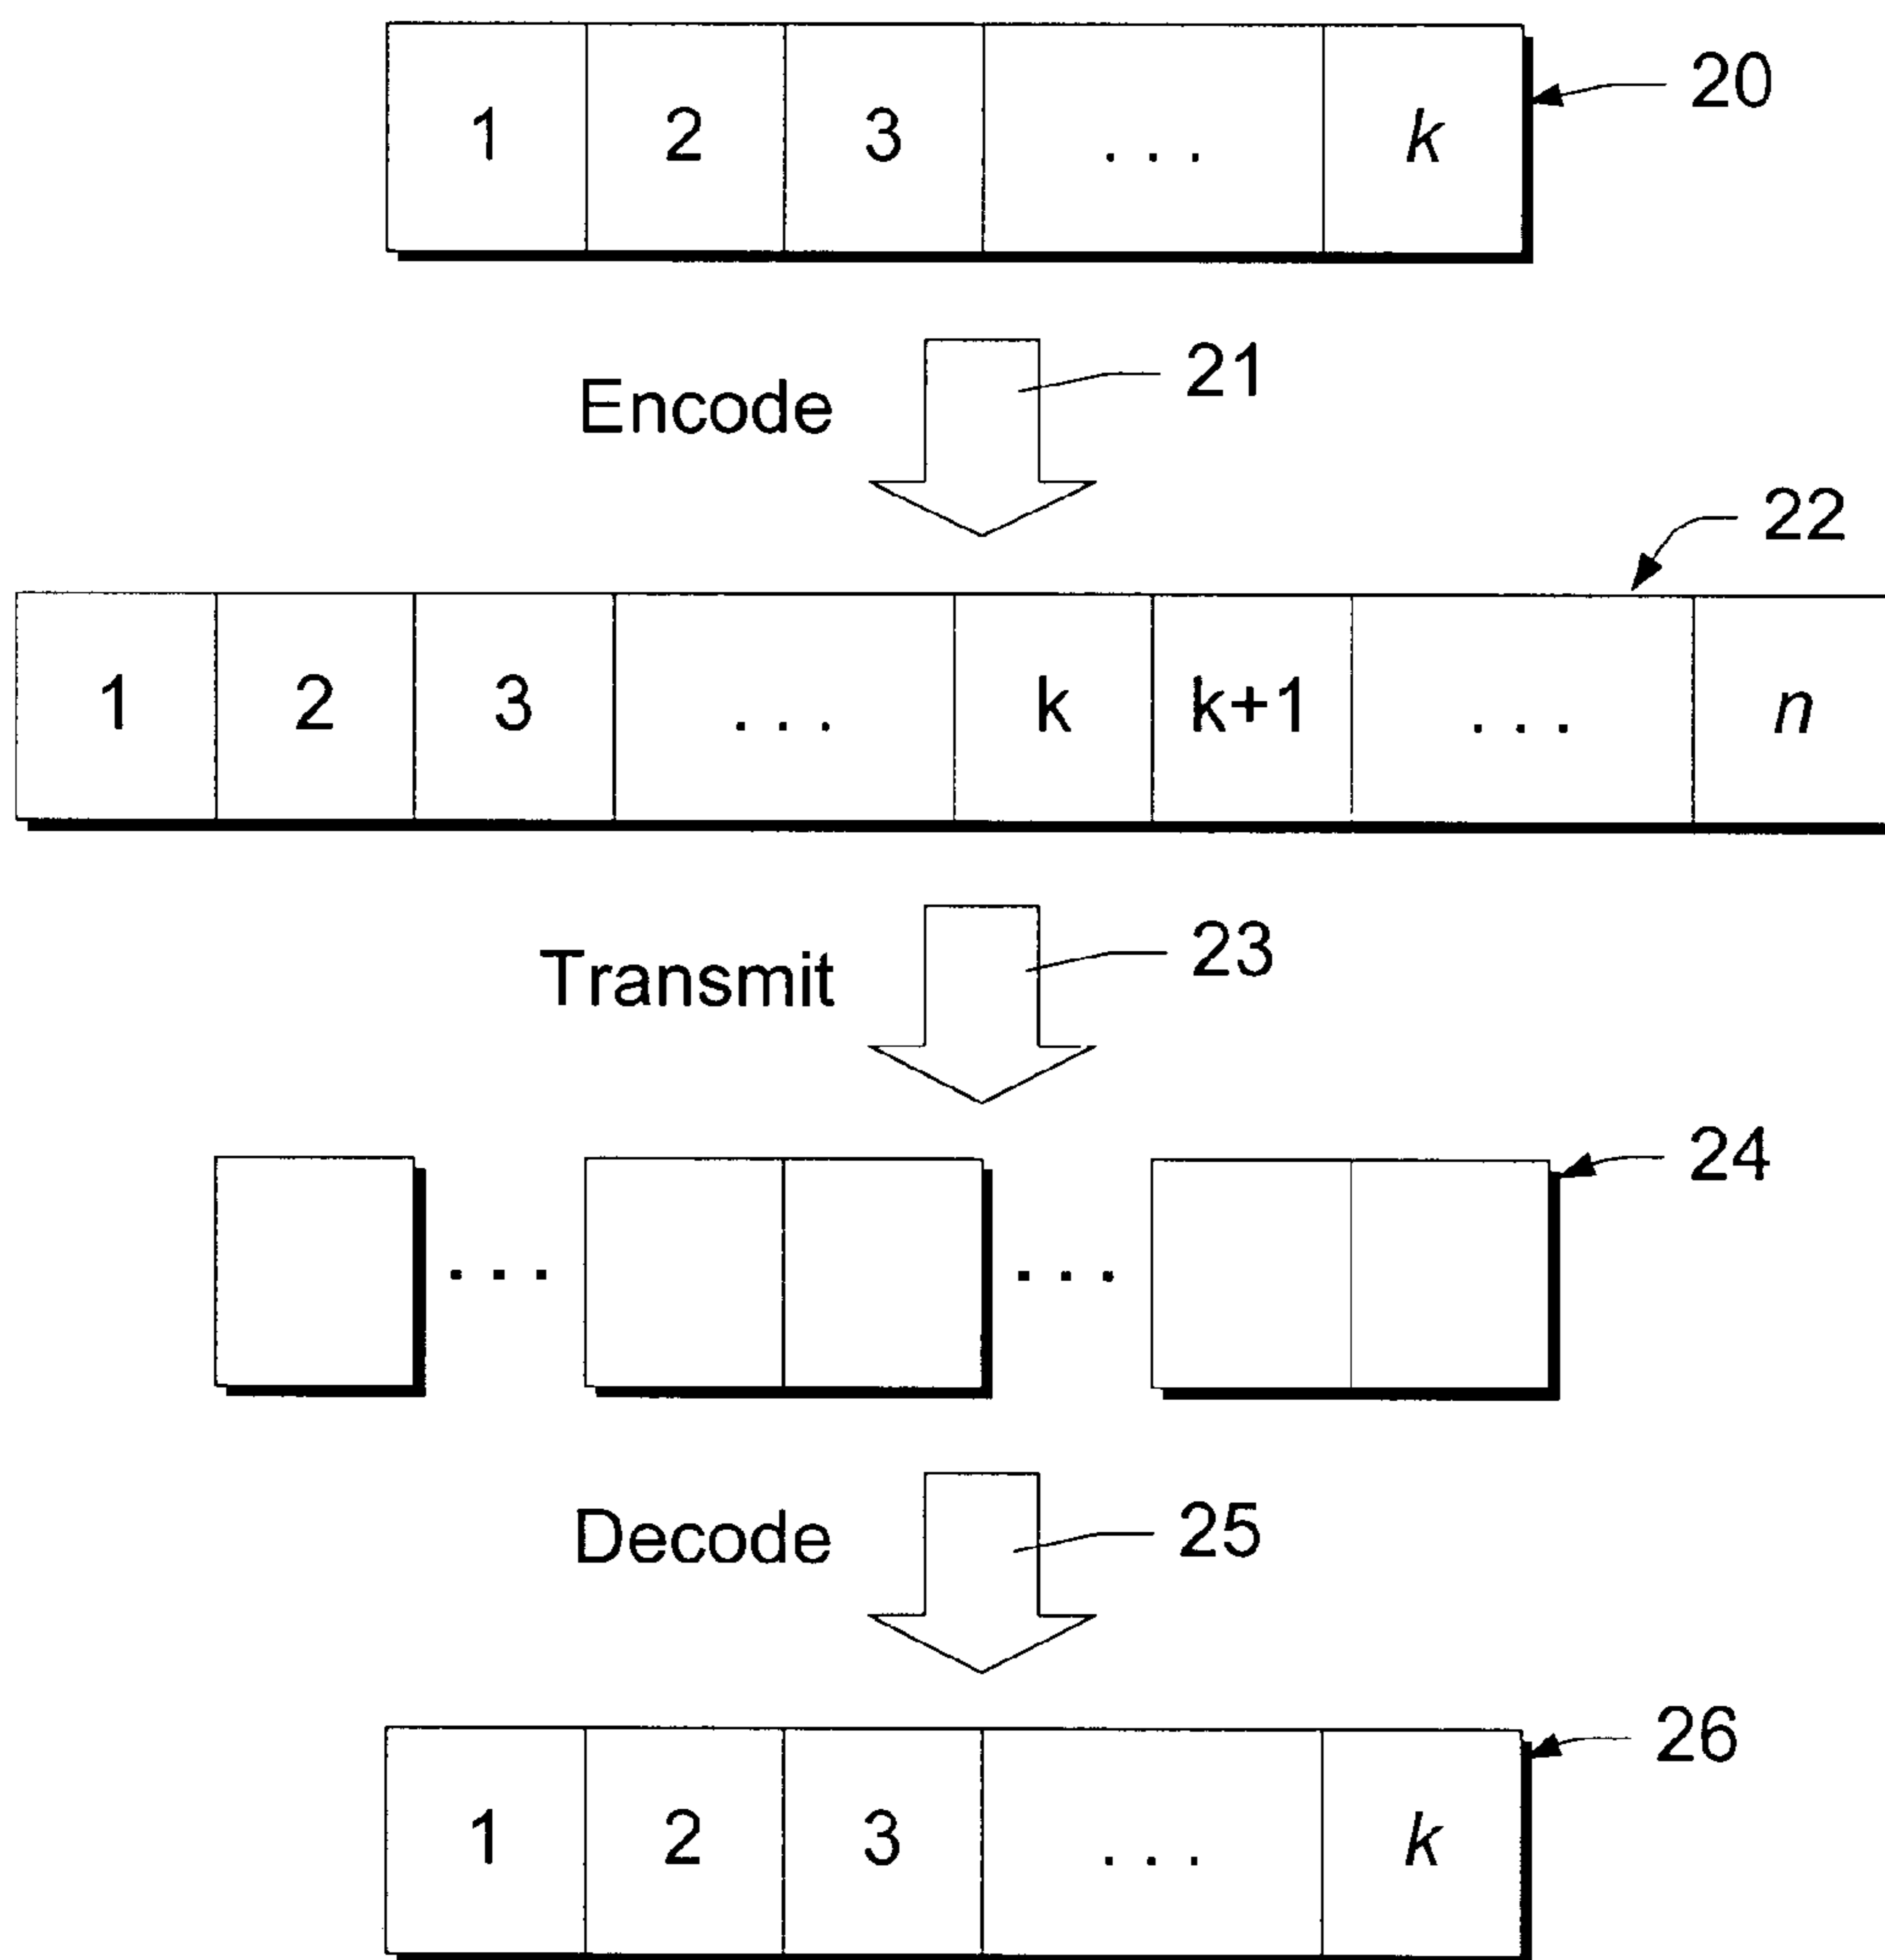 1 2 3 ... k 20
Encode 21
22
1 2 3 ... k k+1 ... n
Transmit 23
... ... 24
Decode 25
26
1 2 3 ... k